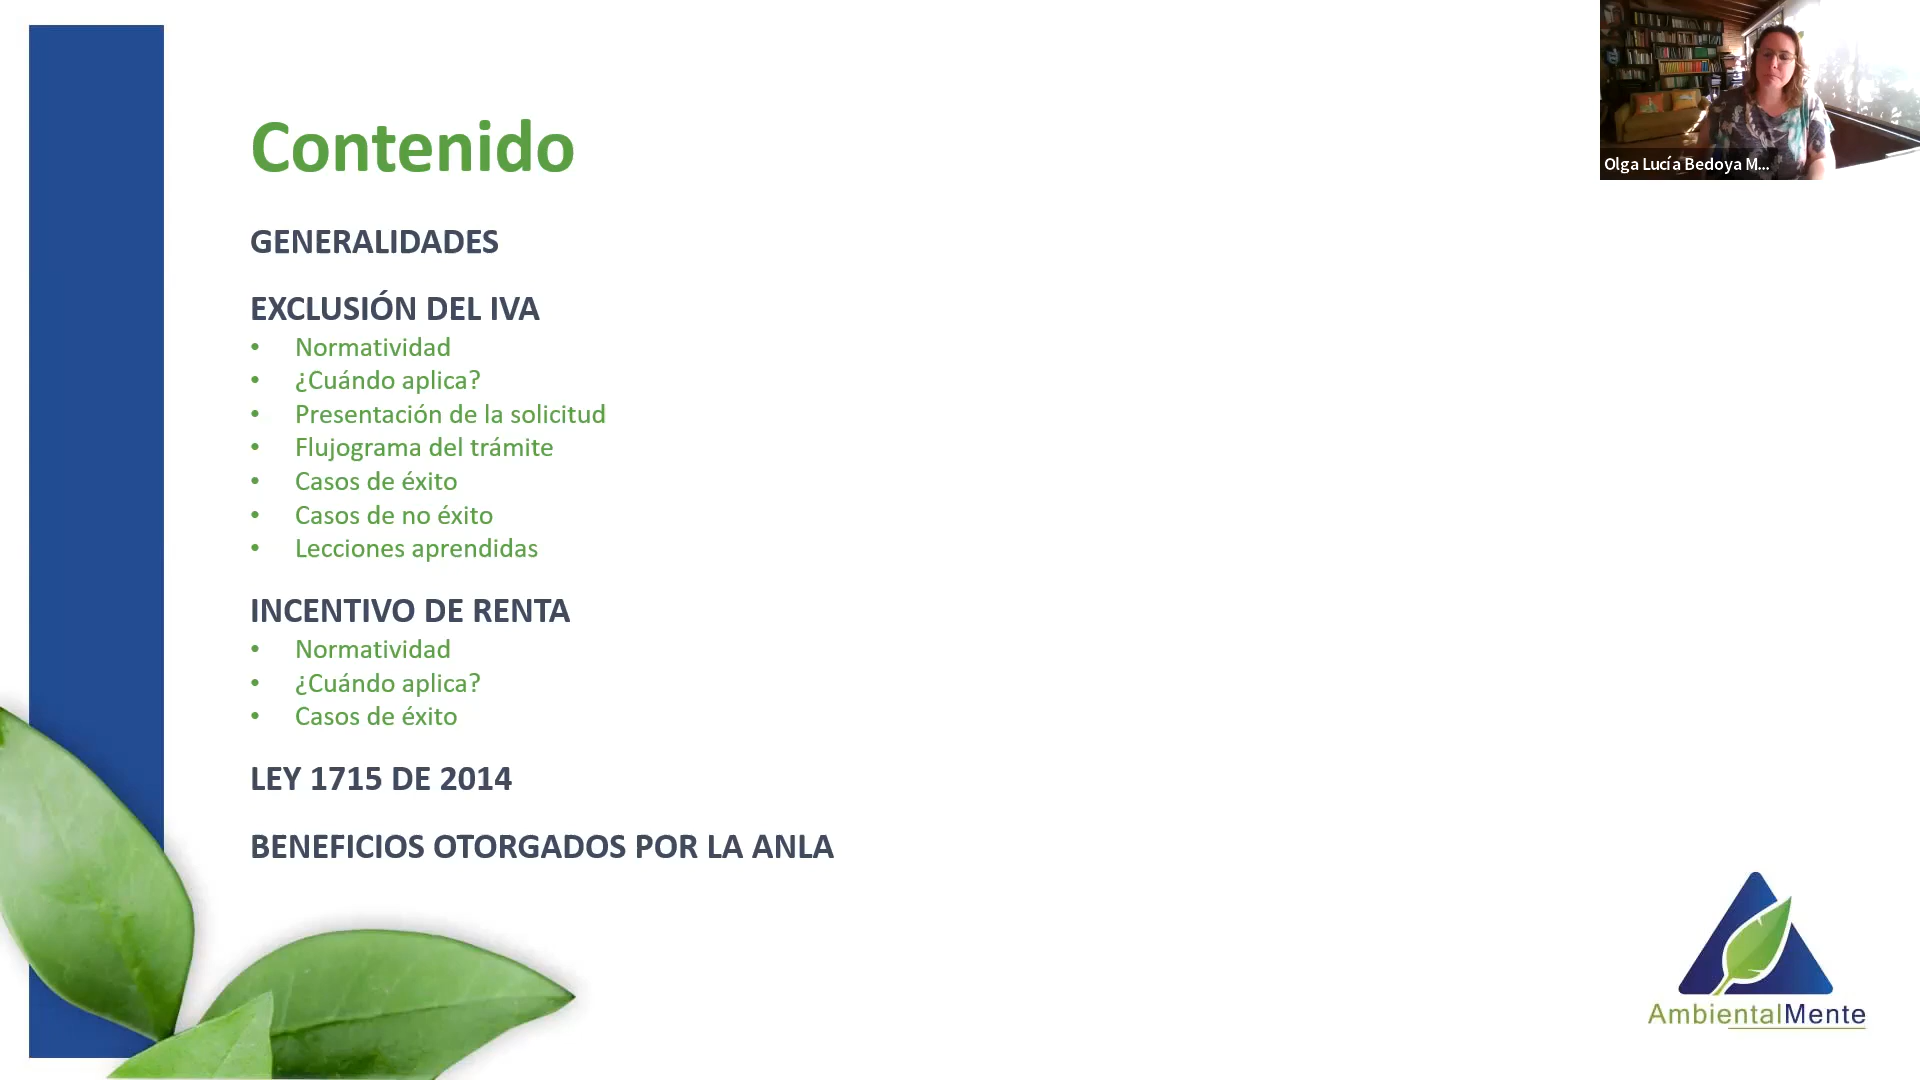 Contenido
GENERALIDADES
EXCLUSIÓN DEL IVA
• Normatividad
• ¿Cuándo aplica?
• Presentación de la solicitud
• Flujograma del trámite
• Casos de éxito
• Casos de no éxito
• Lecciones aprendidas
INCENTIVO DE RENTA
• Normatividad
• ¿Cuándo aplica?
• Casos de éxito
LEY 1715 DE 2014
BENEFICIOS OTORGADOS POR LA ANLA
Olga Lucía Bedoya M...
AmbientalMente